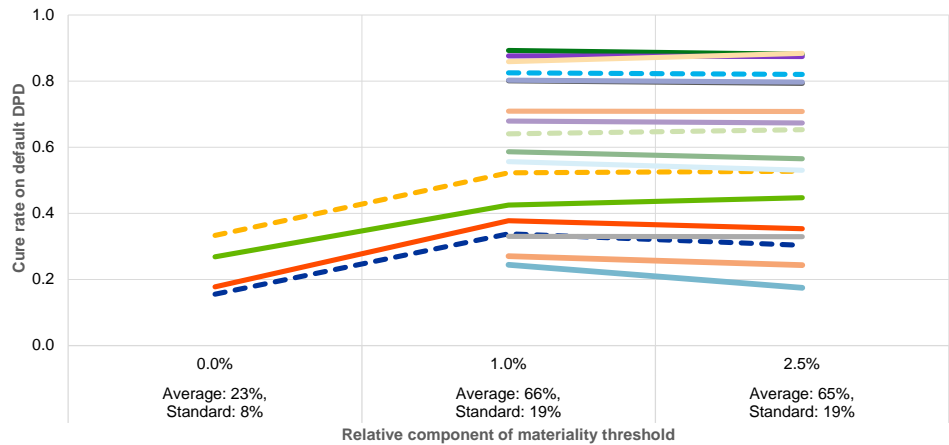 1.0
0.8
0.6
0.4
0.2
0.0
Cure rate on default DPD
0.0% 1.0% 2.5%
Average: 23%, Average: 66%, Average: 65%,
Standard: 8% Standard: 19% Standard: 19%
Relative component of materiality threshold